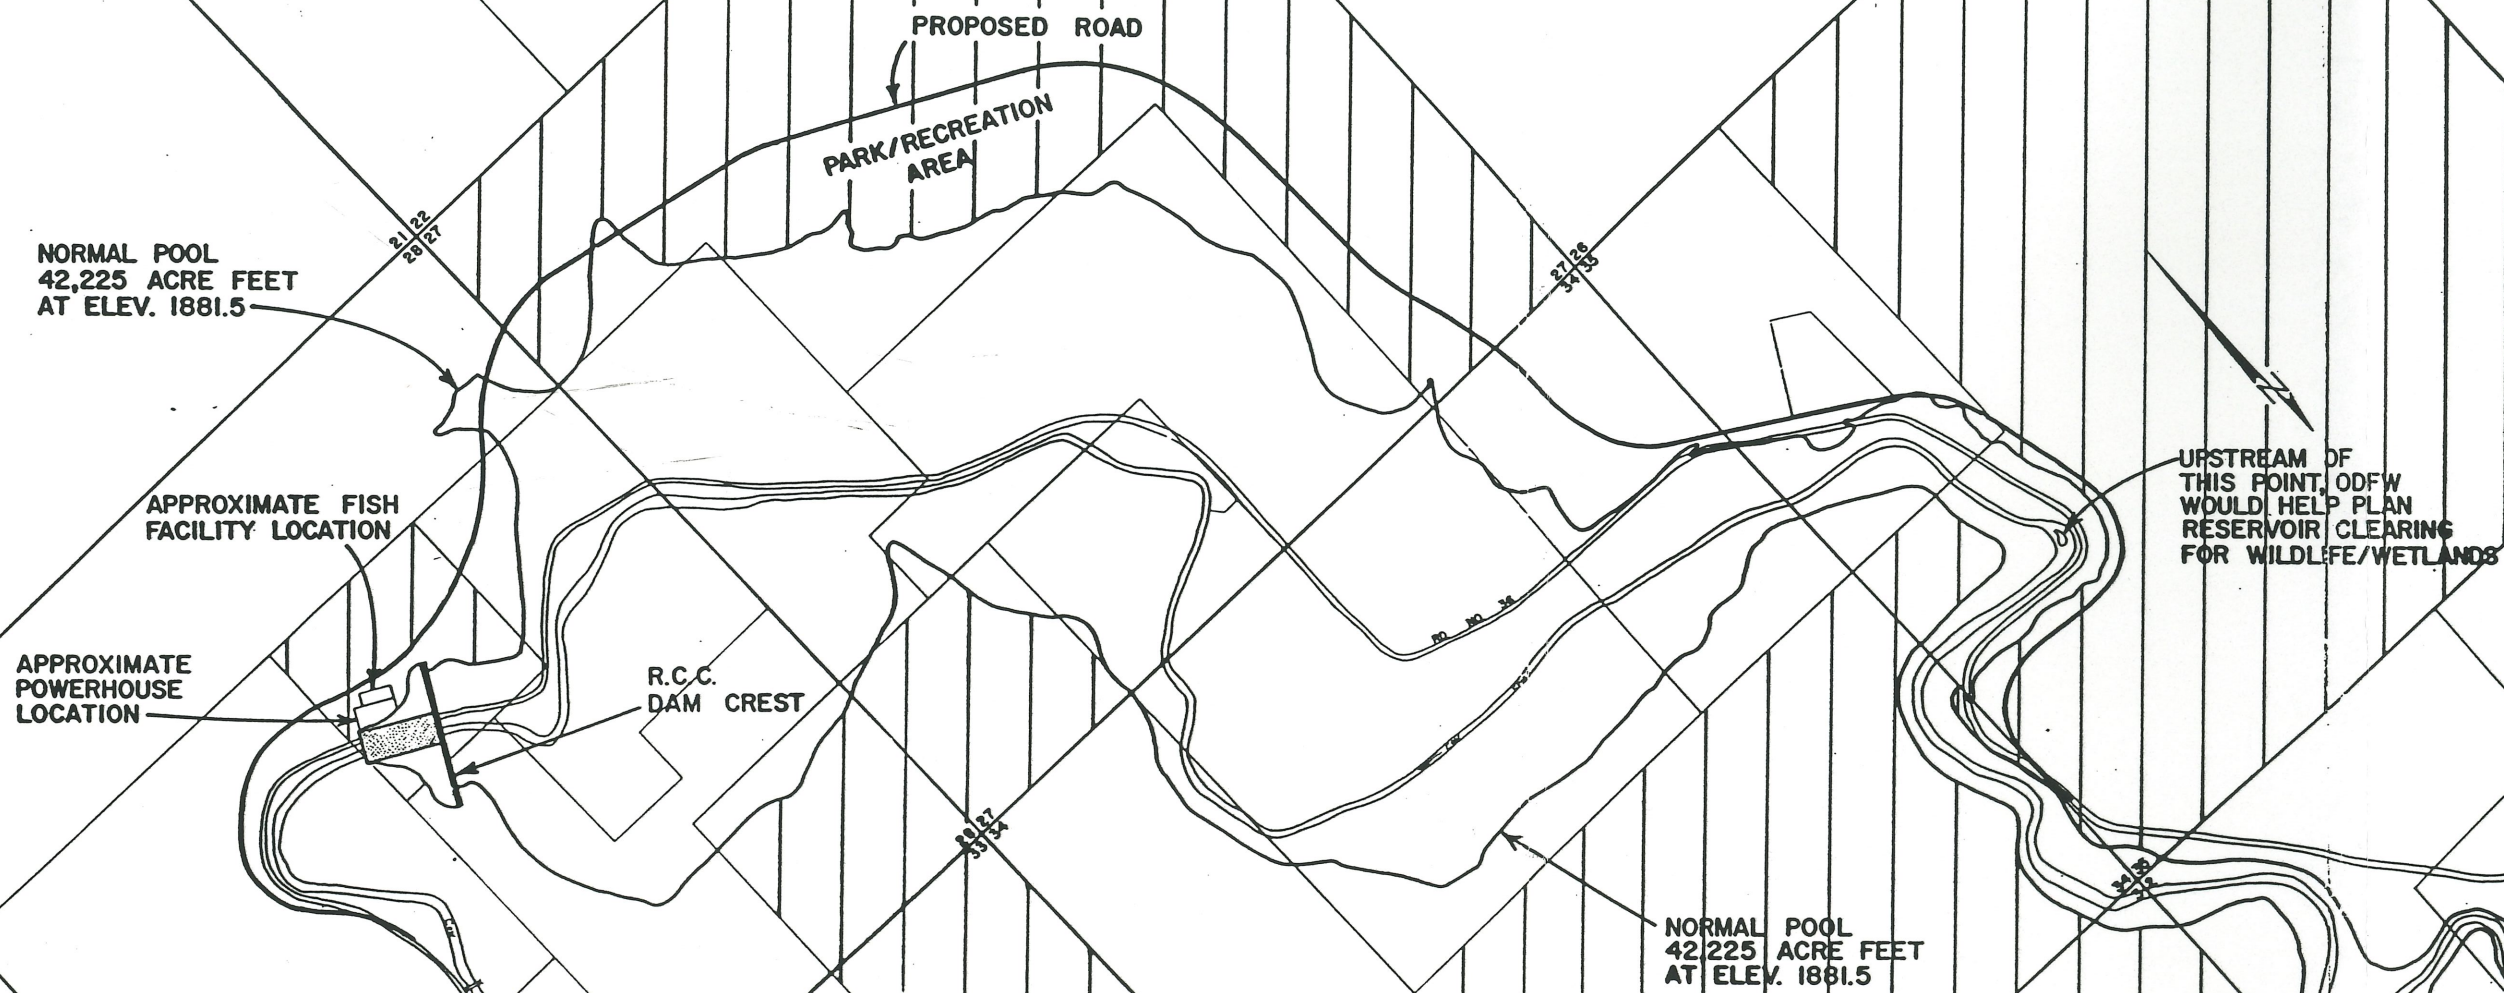 PROPOSED ROAD
PARK/RECREATION
AREA
21 22
28 27
NORMAL POOL
42,225 ACRE FEET
AT ELEV. 1881.5
27 26
34 35
UPSTREAM OF
THIS POINT, ODFW
WOULD HELP PLAN
RESERVOIR CLEARING
FOR WILDLIFE/WETLANDS
APPROXIMATE FISH
FACILITY LOCATION
RD NO 36
APPROXIMATE
POWERHOUSE
LOCATION
R.C.C.
DAM CREST
28 27
33 34
NORMAL POOL
42,225 ACRE FEET
AT ELEV. 1881.5